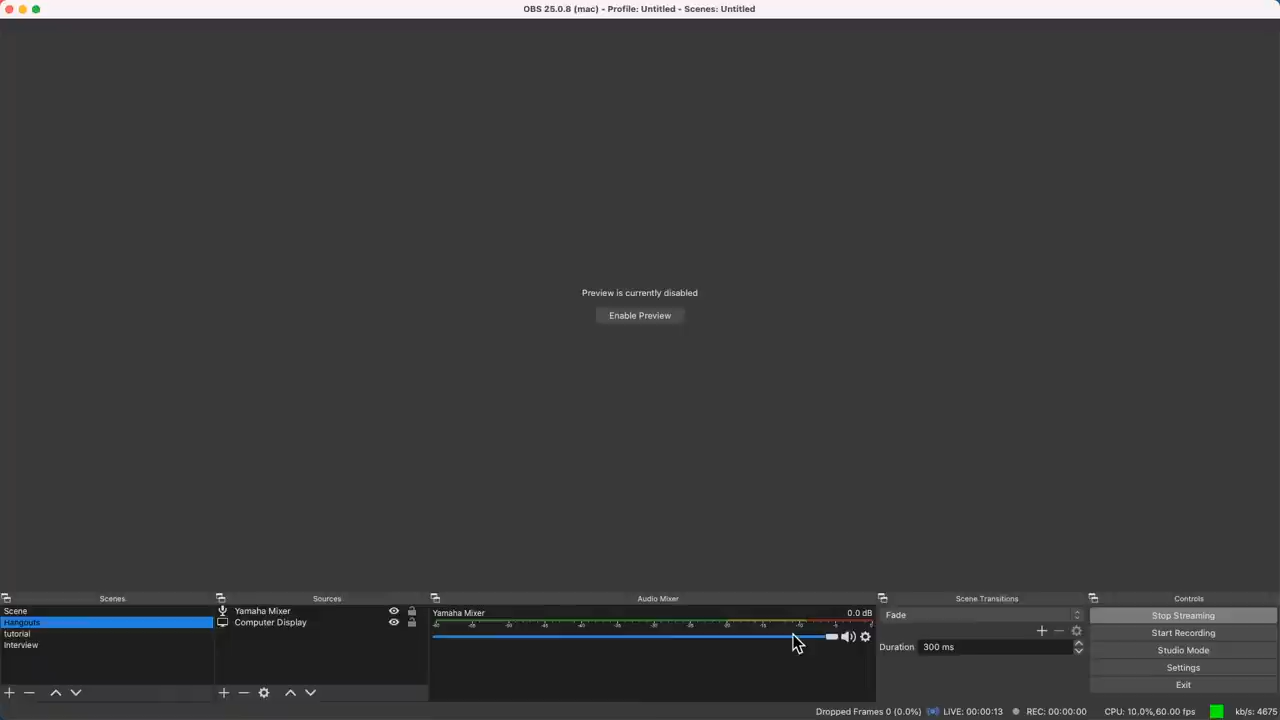 OBS 25.0.8 (mac) - Profile: Untitled - Scenes: Untitled
Preview is currently disabled
Enable Preview
Scenes
Scene
Hangouts
tutorial
Interview
Sources
Yamaha Mixer
Computer Display
Audio Mixer
Yamaha Mixer 0.0 dB
Scene Transitions
Fade
Duration 300 ms
Controls
Stop Streaming
Start Recording
Studio Mode
Settings
Exit
Dropped Frames 0 (0.0%) LIVE: 00:00:13 REC: 00:00:00 CPU: 10.0%,60.00 fps kb/s: 4675